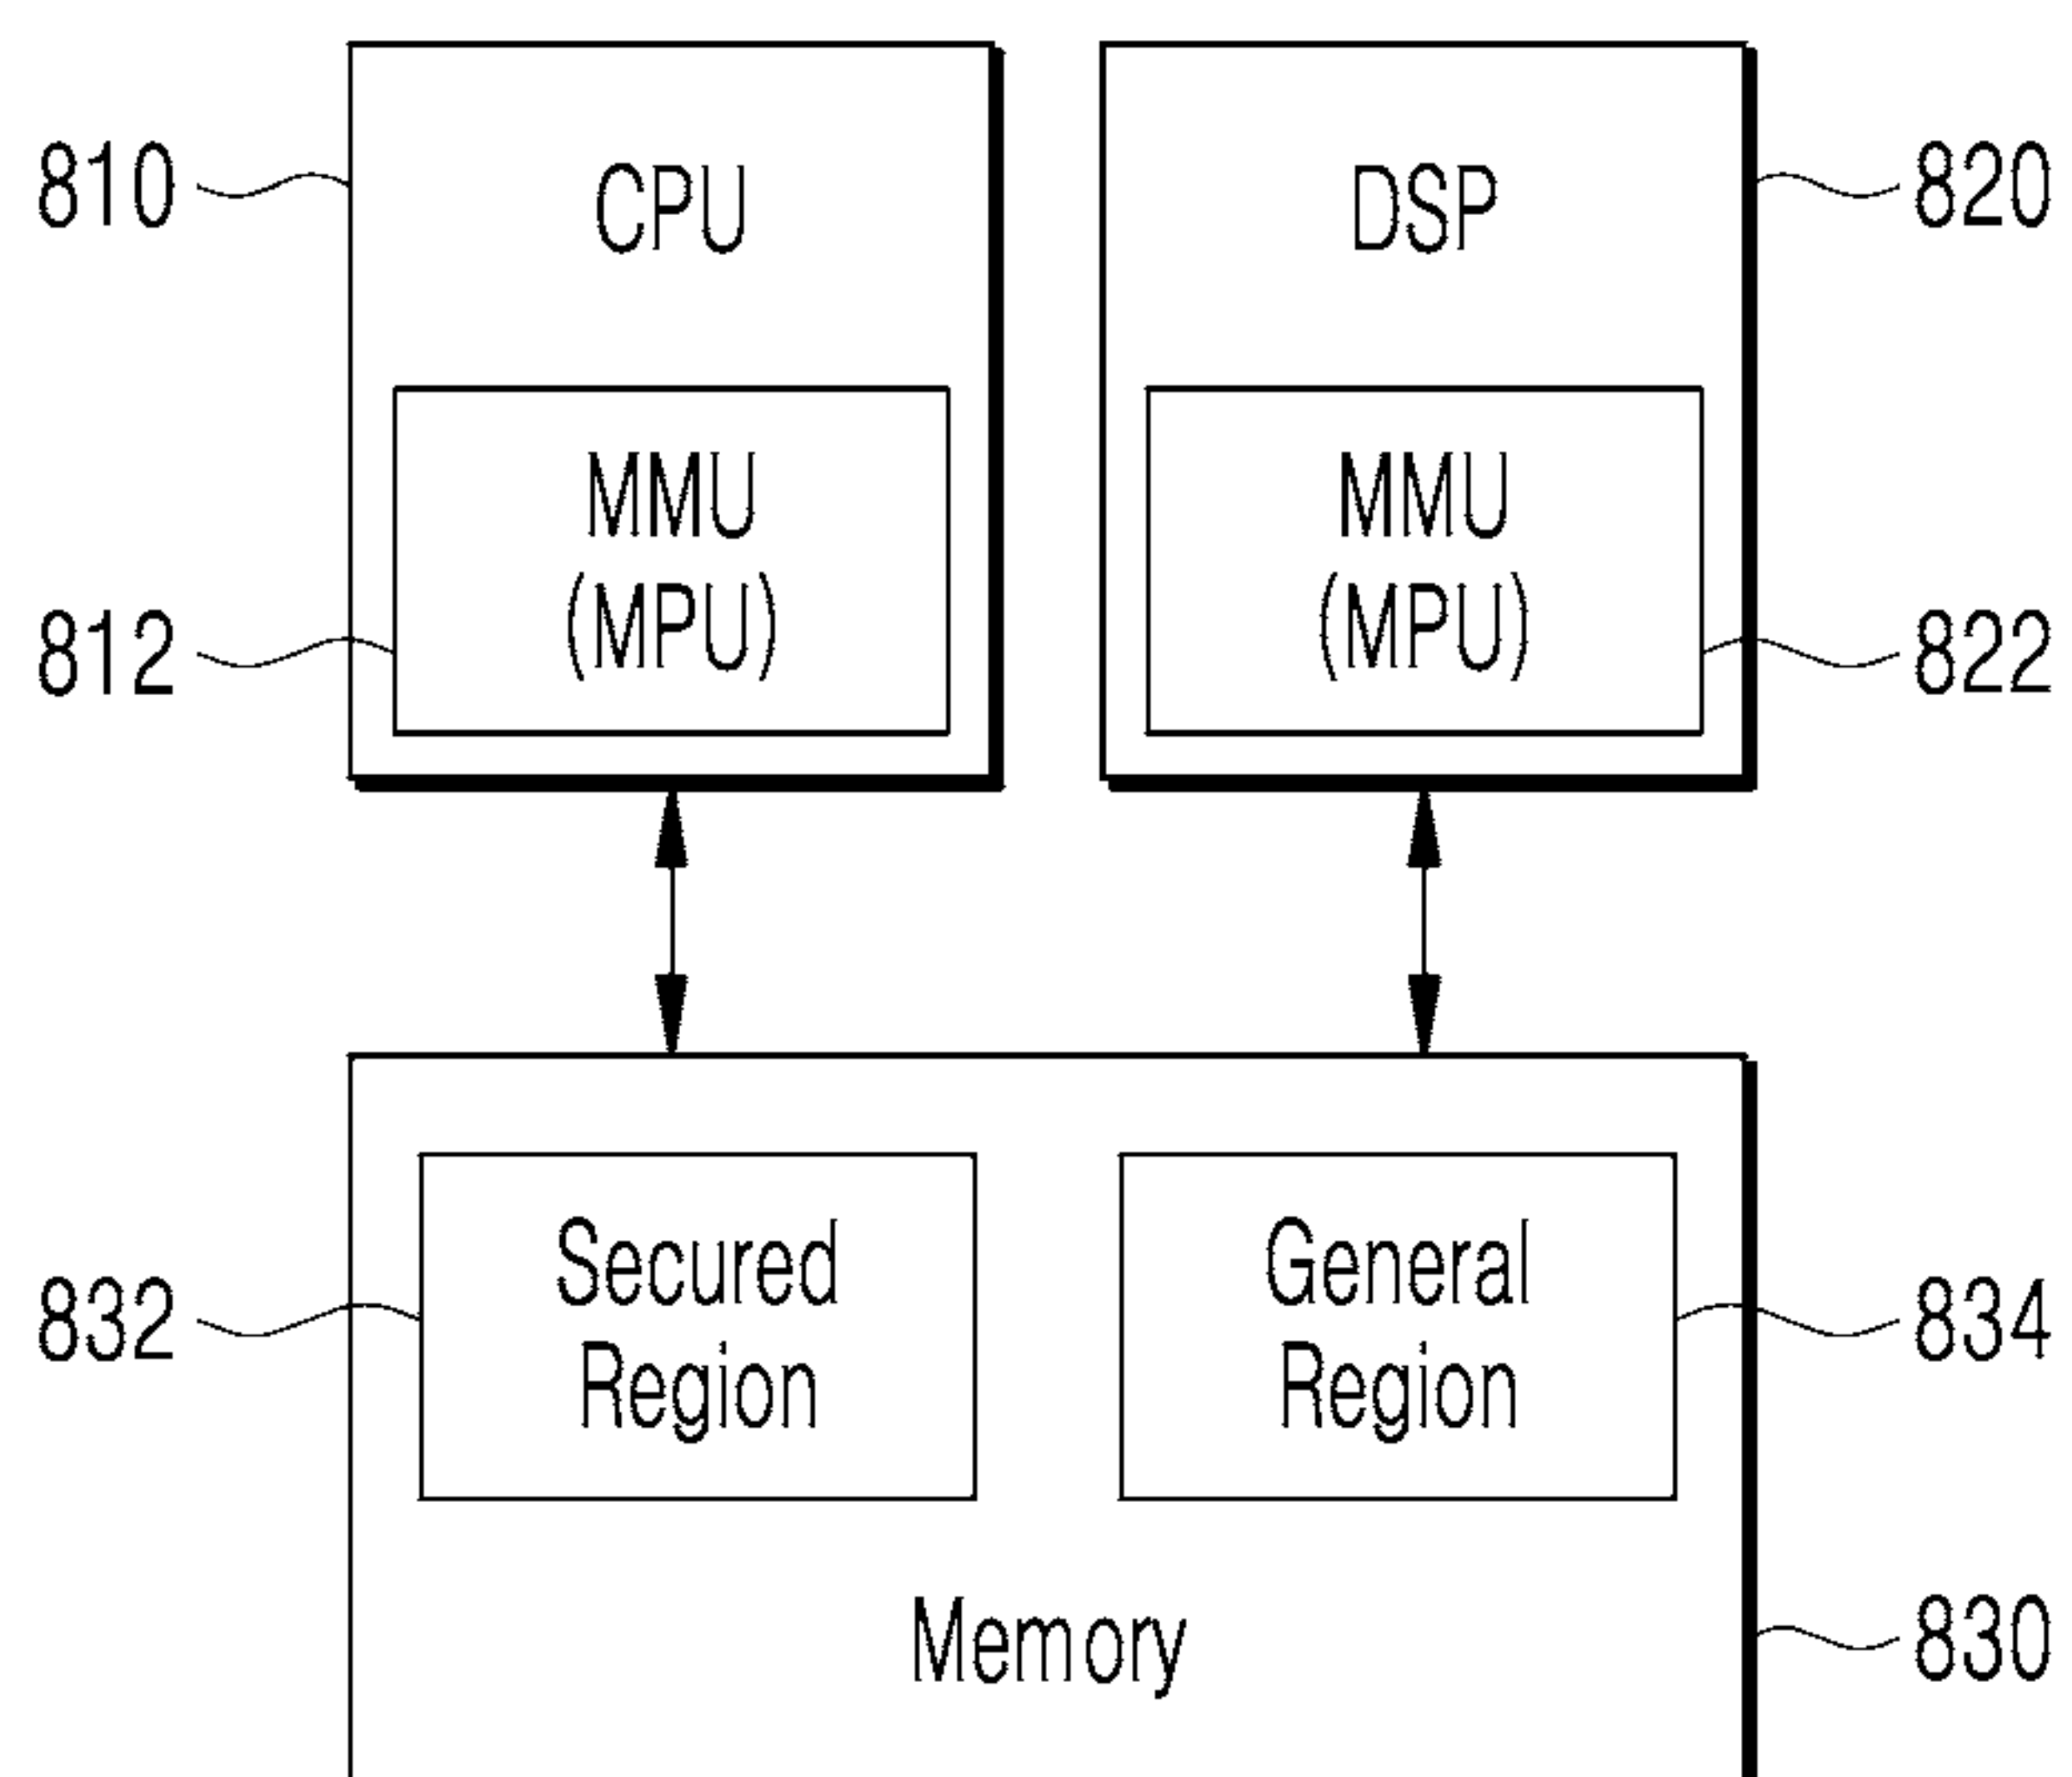 810
CPU
DSP
820
MMU
(MPU)
MMU
(MPU)
812
822
Secured
Region
General
Region
832
834
Memory
830